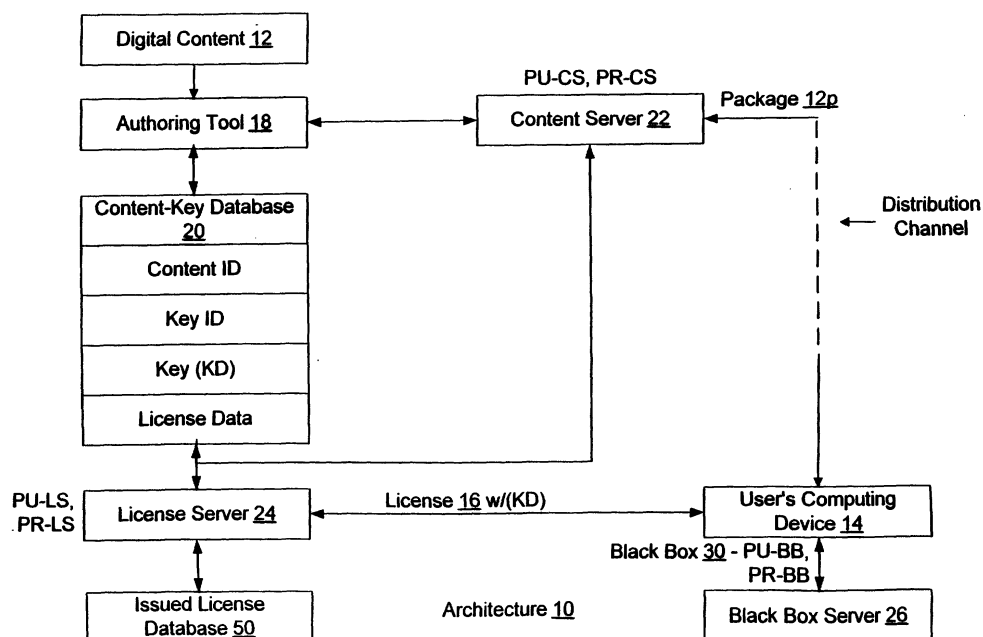 Digital Content 12
PU-CS, PR-CS
Package 12p
Authoring Tool 18
Content Server 22
Content-Key Database
20
Distribution
Channel
Content ID
Key ID
Key (KD)
License Data
PU-LS,
PR-LS
License Server 24
License 16 w/(KD)
User's Computing
Device 14
Black Box 30 - PU-BB,
PR-BB
Issued License
Database 50
Architecture 10
Black Box Server 26